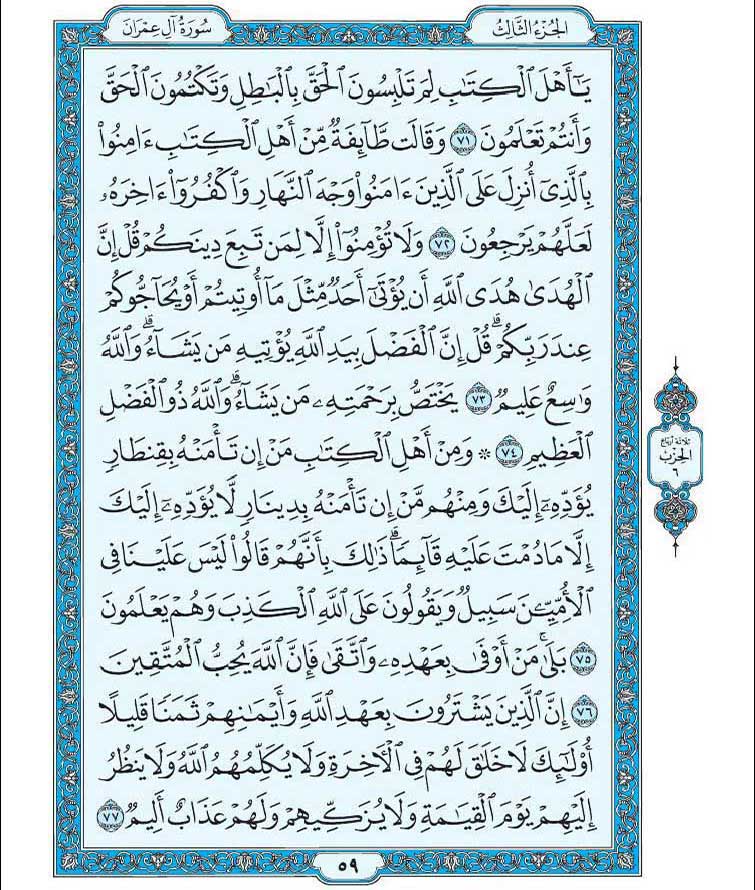 الجُزْءُ الثَّالِثُ
سُورَةُ آلِ عِمْرَانَ
يَـٰٓأَهْلَ ٱلْكِتَـٰبِ لِمَ تَلْبِسُونَ ٱلْحَقَّ بِٱلْبَـٰطِلِ وَتَكْتُمُونَ ٱلْحَقَّ
وَأَنتُمْ تَعْلَمُونَ ٧١ وَقَالَت طَّآئِفَةٌ مِّنْ أَهْلِ ٱلْكِتَـٰبِ ءَامِنُوا۟
بِٱلَّذِىٓ أُنزِلَ عَلَى ٱلَّذِينَ ءَامَنُوا۟ وَجْهَ ٱلنَّهَارِ وَٱكْفُرُوٓا۟ ءَاخِرَهُۥ
لَعَلَّهُمْ يَرْجِعُونَ ٧٢ وَلَا تُؤْمِنُوٓا۟ إِلَّا لِمَن تَبِعَ دِينَكُمْ قُلْ إِنَّ
ٱلْهُدَىٰ هُدَى ٱللَّهِ أَن يُؤْتَىٰٓ أَحَدٌ مِّثْلَ مَآ أُوتِيتُمْ أَوْ يُحَآجُّوكُمْ
عِندَ رَبِّكُمْ ۗ قُلْ إِنَّ ٱلْفَضْلَ بِيَدِ ٱللَّهِ يُؤْتِيهِ مَن يَشَآءُ ۗ وَٱللَّهُ
وَٰسِعٌ عَلِيمٌ ٧٣ يَخْتَصُّ بِرَحْمَتِهِۦ مَن يَشَآءُ ۗ وَٱللَّهُ ذُو ٱلْفَضْلِ
ٱلْعَظِيمِ ٧٤ ۞ وَمِنْ أَهْلِ ٱلْكِتَـٰبِ مَنْ إِن تَأْمَنْهُ بِقِنطَارٍ
يُؤَدِّهِۦٓ إِلَيْكَ وَمِنْهُم مَّنْ إِن تَأْمَنْهُ بِدِينَارٍ لَّا يُؤَدِّهِۦٓ إِلَيْكَ
إِلَّا مَا دُمْتَ عَلَيْهِ قَآئِمًا ۗ ذَٰلِكَ بِأَنَّهُمْ قَالُوا۟ لَيْسَ عَلَيْنَا فِى
ٱلْأُمِّيِّـۧنَ سَبِيلٌ وَيَقُولُونَ عَلَى ٱللَّهِ ٱلْكَذِبَ وَهُمْ يَعْلَمُونَ
٧٥ بَلَىٰ ۚ مَنْ أَوْفَىٰ بِعَهْدِهِۦ وَٱتَّقَىٰ فَإِنَّ ٱللَّهَ يُحِبُّ ٱلْمُتَّقِينَ
٧٦ إِنَّ ٱلَّذِينَ يَشْتَرُونَ بِعَهْدِ ٱللَّهِ وَأَيْمَـٰنِهِمْ ثَمَنًا قَلِيلًا
أُو۟لَـٰٓئِكَ لَا خَلَـٰقَ لَهُمْ فِى ٱلْـَٔاخِرَةِ وَلَا يُكَلِّمُهُمُ ٱللَّهُ وَلَا يَنظُرُ
إِلَيْهِمْ يَوْمَ ٱلْقِيَـٰمَةِ وَلَا يُزَكِّيهِمْ وَلَهُمْ عَذَابٌ أَلِيمٌ ٧٧
ثلاثة أرباع
الحزب
٦
٥٩